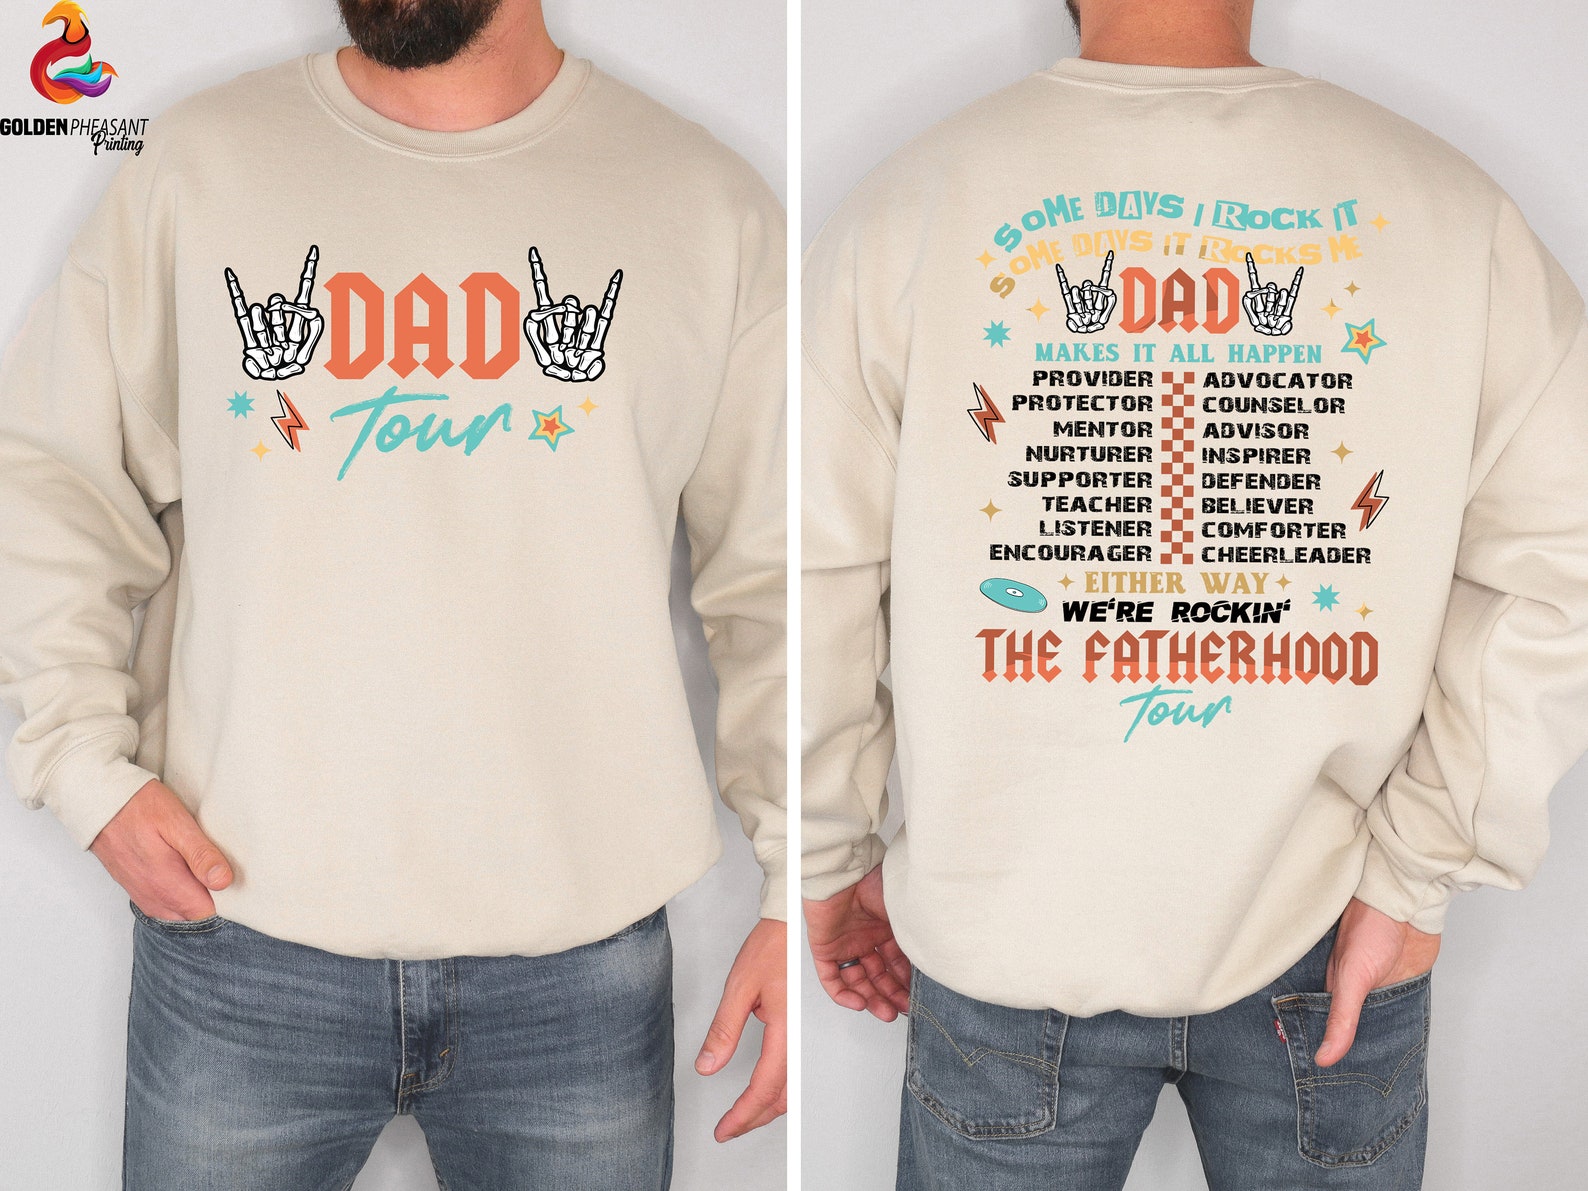 GOLDEN PHEASANT
Printing
DAD
Tour
SOME DAYS I ROCK IT
SOME DAYS IT ROCKS ME
DAD
MAKES IT ALL HAPPEN
PROVIDER ADVOCATOR
PROTECTOR COUNSELOR
MENTOR ADVISOR
NURTURER INSPIRER
SUPPORTER DEFENDER
TEACHER BELIEVER
LISTENER COMFORTER
ENCOURAGER CHEERLEADER
EITHER WAY
WE'RE ROCKIN'
THE FATHERHOOD
Tour